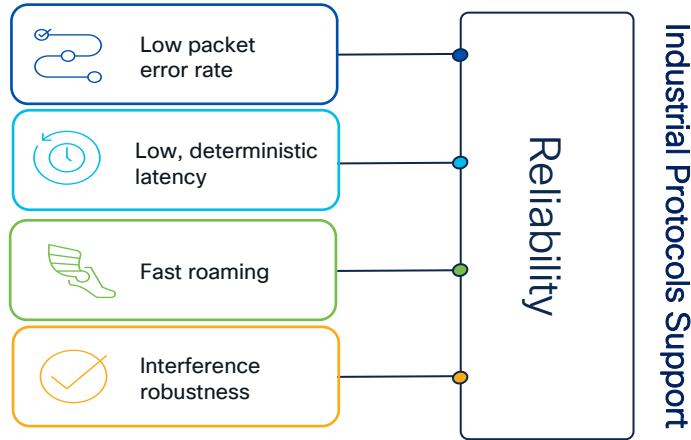 Low packet
error rate
Low, deterministic
latency
Fast roaming
Interference
robustness
Reliability
Industrial Protocols Support